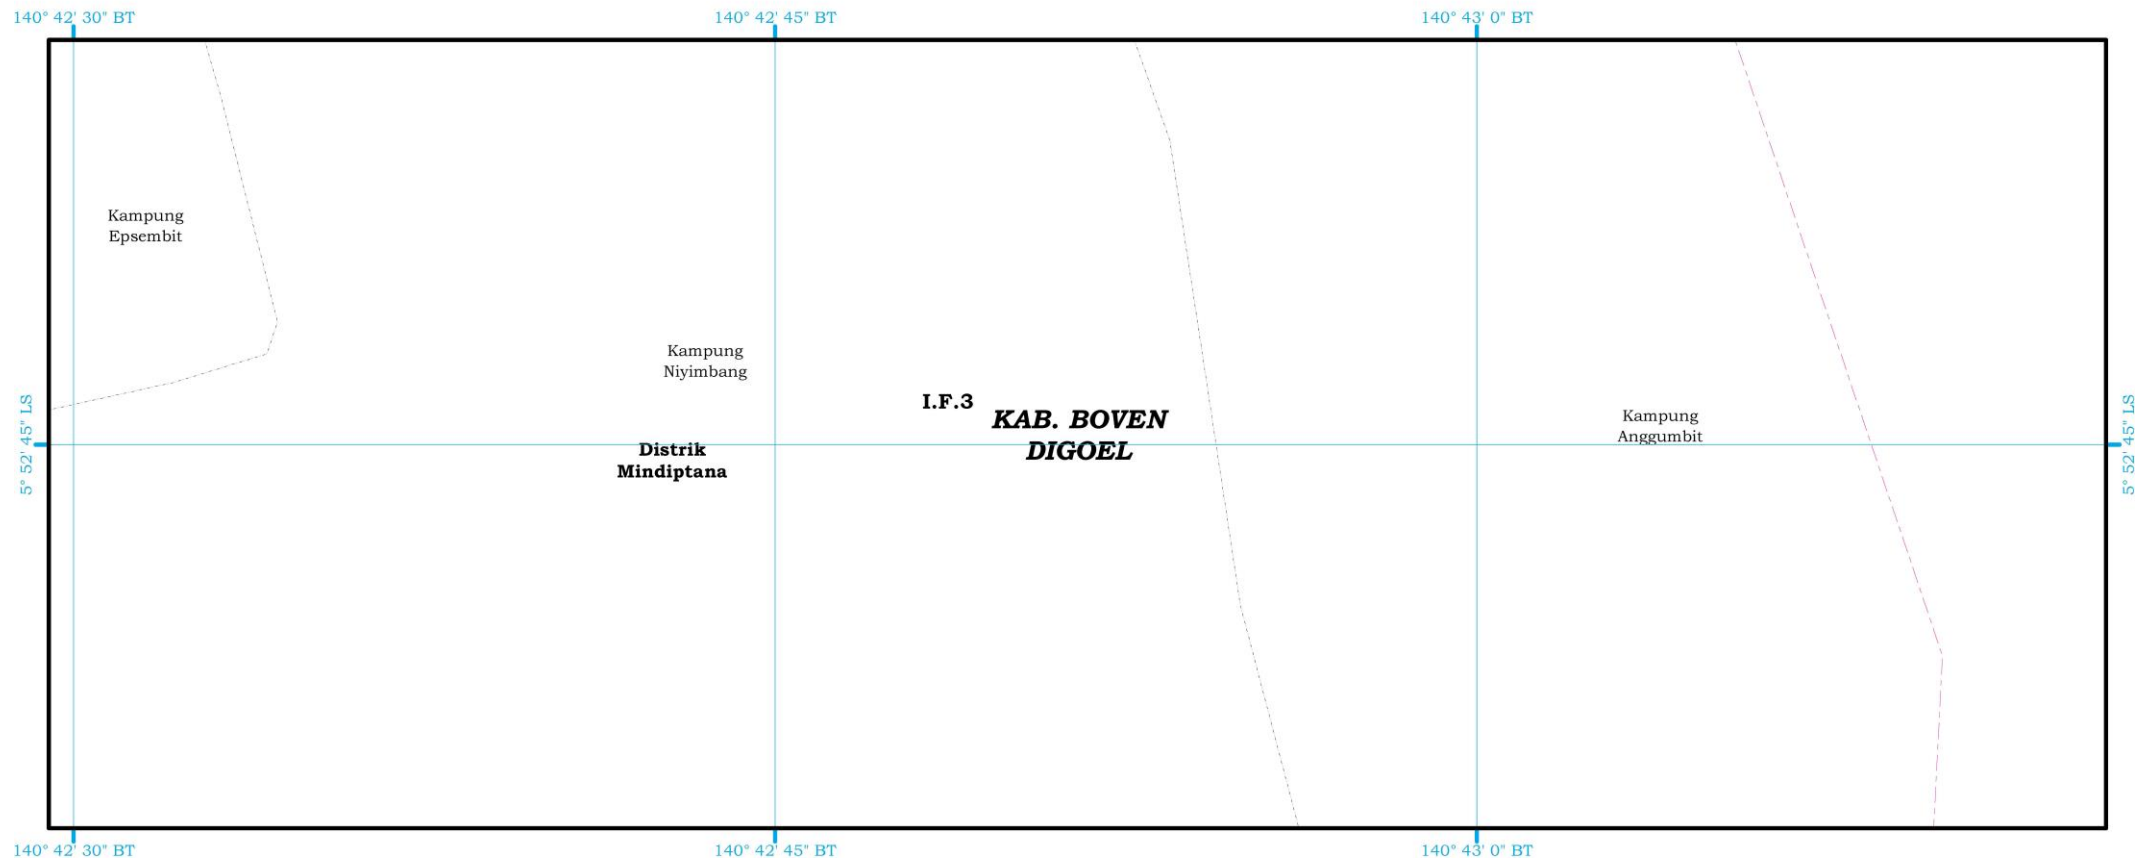 140° 42' 30" BT
140° 42' 45" BT
140° 43' 0" BT
Kampung
Epsembit
Kampung
Niyimbang
I.F.3
KAB. BOVEN
DIGOEL
Kampung
Anggumbit
5° 52' 45" LS
5° 52' 45" LS
Distrik
Mindiptana
140° 42' 30" BT
140° 42' 45" BT
140° 43' 0" BT